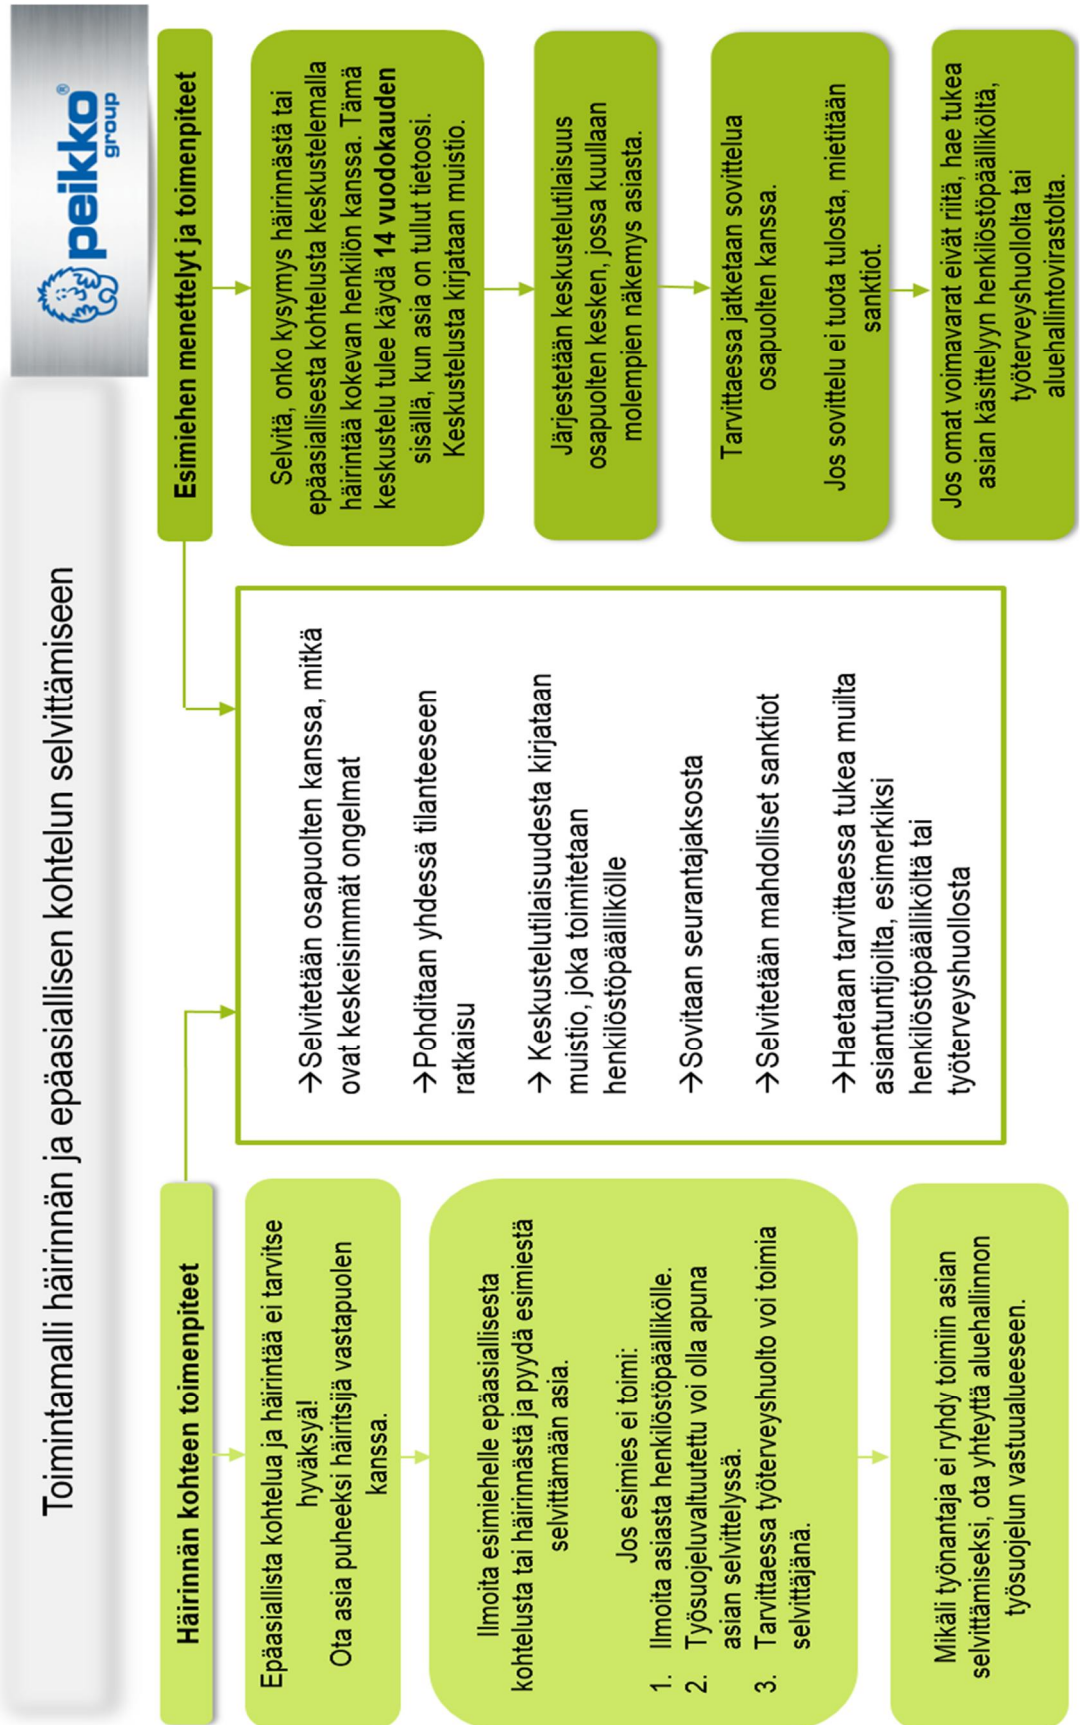 Toimintamalli häirinnän ja epäasiallisen kohtelun selvittämiseen
peikko®
group
Häirinnän kohteen toimenpiteet
Epäasiallista kohtelua ja häirintää ei tarvitse
hyväksyä!
Ota asia puheeksi häiritsijä vastapuolen
kanssa.
Ilmoita esimiehelle epäasiallisesta
kohtelusta tai häirinnästä ja pyydä esimiestä
selvittämään asia.
Jos esimies ei toimi:
1. Ilmoita asiasta henkilöstöpäällikölle.
2. Työsuojeluvaltuutettu voi olla apuna
asian selvittelyssä.
3. Tarvittaessa työterveyshuolto voi toimia
selvittäjänä.
Mikäli työnantaja ei ryhdy toimiin asian
selvittämiseksi, ota yhteyttä aluehallinnon
työsuojelun vastuualueeseen.
→Selvitetään osapuolten kanssa, mitkä
ovat keskeisimmät ongelmat
→Pohditaan yhdessä tilanteeseen
ratkaisu
→ Keskustelutilaisuudesta kirjataan
muistio, joka toimitetaan
henkilöstöpäällikölle
→Sovitaan seurantajaksosta
→Selvitetään mahdolliset sanktiot
→Haetaan tarvittaessa tukea muilta
asiantuntijoilta, esimerkiksi
henkilöstöpäälliköltä tai
työterveyshuollosta
Esimiehen menettelyt ja toimenpiteet
Selvitä, onko kysymys häirinnästä tai
epäasiallisesta kohtelusta keskustelemalla
häirintää kokevan henkilön kanssa. Tämä
keskustelu tulee käydä 14 vuodokauden
sisällä, kun asia on tullut tietoosi.
Keskustelusta kirjataan muistio.
Järjestetään keskustelutilaisuus
osapuolten kesken, jossa kuullaan
molempien näkemys asiasta.
Tarvittaessa jatketaan sovittelua
osapuolten kanssa.
Jos sovittelu ei tuota tulosta, mietitään
sanktiot.
Jos omat voimavarat eivät riitä, hae tukea
asian käsittelyyn henkilöstöpäälliköltä,
työterveyshuollolta tai
aluehallintovirastolta.